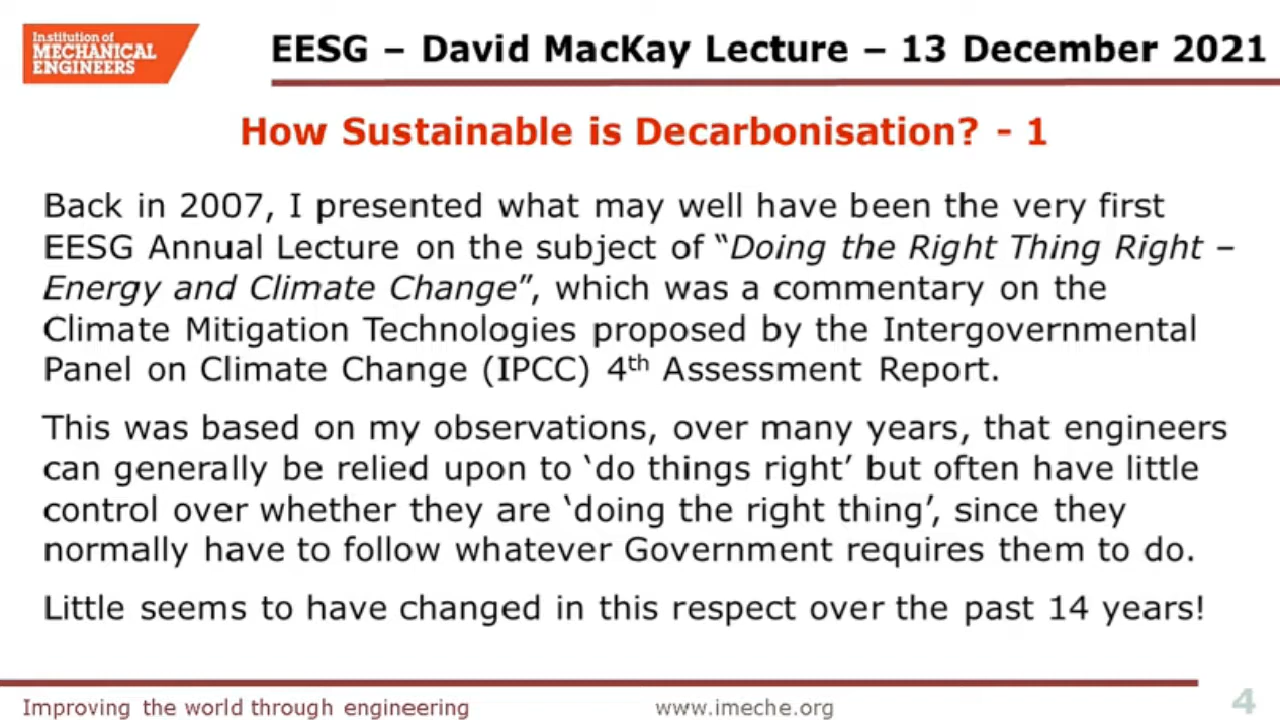 Institution of
MECHANICAL
ENGINEERS
EESG – David MacKay Lecture – 13 December 2021
How Sustainable is Decarbonisation? - 1
Back in 2007, I presented what may well have been the very first
EESG Annual Lecture on the subject of “Doing the Right Thing Right –
Energy and Climate Change”, which was a commentary on the
Climate Mitigation Technologies proposed by the Intergovernmental
Panel on Climate Change (IPCC) 4th Assessment Report.
This was based on my observations, over many years, that engineers
can generally be relied upon to ‘do things right’ but often have little
control over whether they are ‘doing the right thing’, since they
normally have to follow whatever Government requires them to do.
Little seems to have changed in this respect over the past 14 years!
Improving the world through engineering
www.imeche.org
4